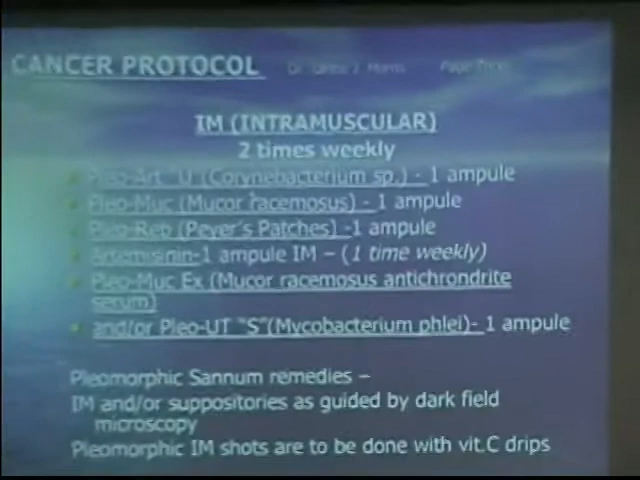 CANCER PROTOCOL
IM (INTRAMUSCULAR)
2 times weekly
Pleo-Art "U (Corynebacterium sp.) - 1 ampule
Pleo-Muc (Mucor racemosus) - 1 ampule
Pleo-Reb (Peyer's Patches) -1 ampule
Artemisinin-1 ampule IM – (1 time weekly)
Pleo-Muc Ex (Mucor racemosus antichrondrite
serum)
and/or Pleo-UT "S"(Mycobacterium phlei)- 1 ampule
Pleomorphic Sannum remedies –
IM and/or suppositories as guided by dark field
microscopy
Pleomorphic IM shots are to be done with vit.C drips